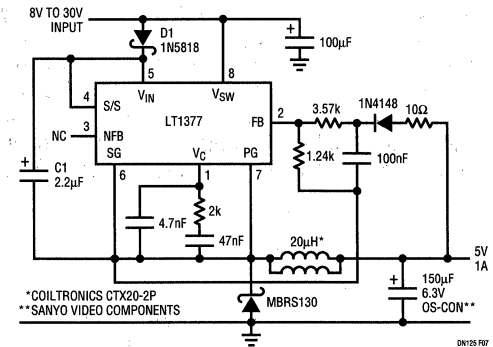 8V TO 30V
INPUT
D1
1N5818
100µF
5
8
4
S/S
VIN
VSW
LT1377
FB
2
3.57k
1N4148
10Ω
NC
3
NFB
SG
VC
PG
1.24k
100nF
C1
2.2µF
6
1
7
4.7nF
2k
47nF
20µH*
5V
1A
*COILTRONICS CTX20-2P
**SANYO VIDEO COMPONENTS
MBRS130
150µF
6.3V
OS-CON**
DN125 F07